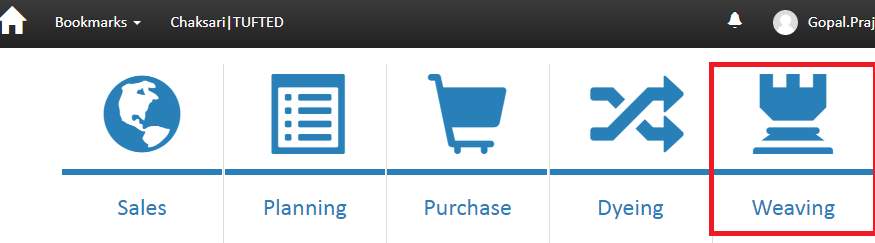 Bookmarks Chaksari|TUFTED Gopal.Praj
Sales Planning Purchase Dyeing Weaving